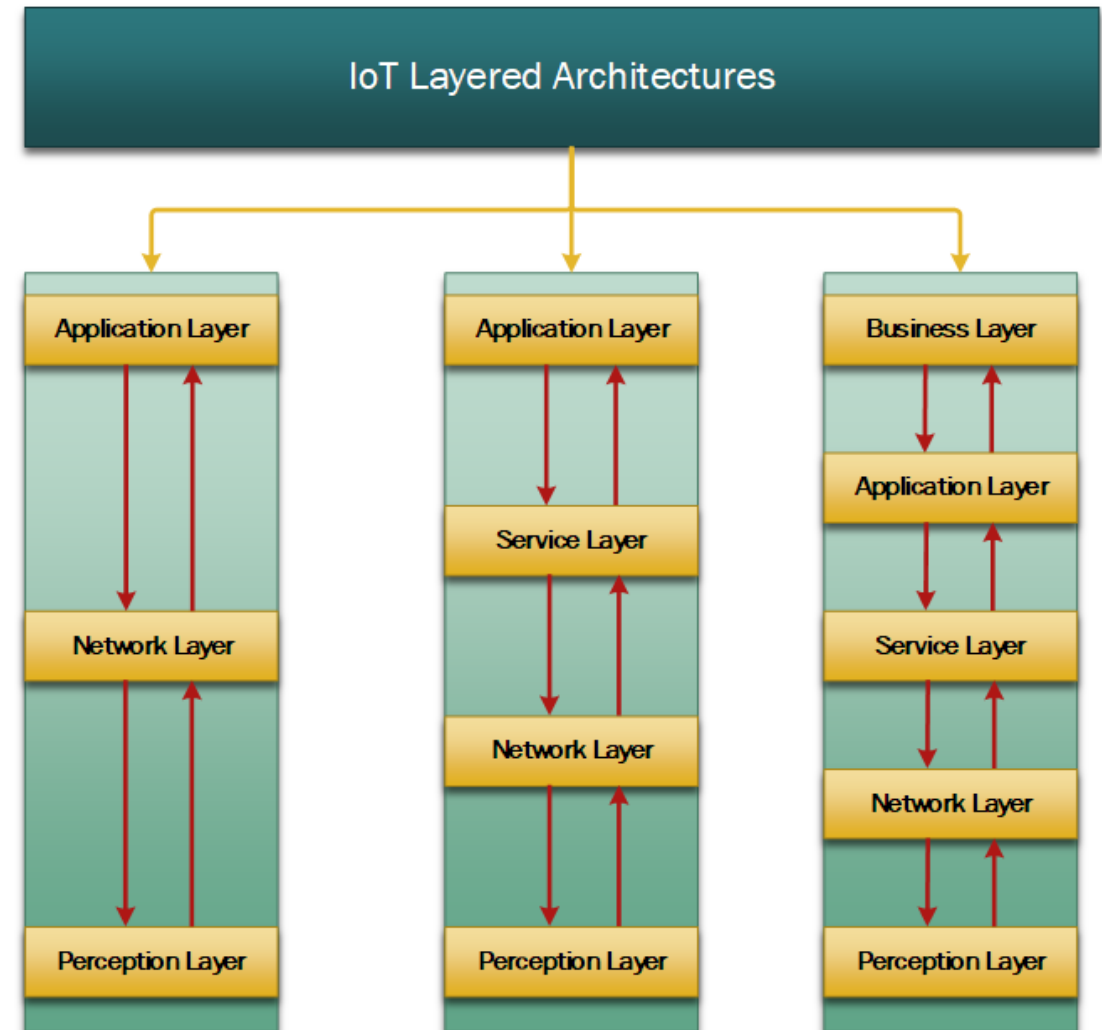 IoT Layered Architectures
Application Layer
Network Layer
Perception Layer
Application Layer
Service Layer
Network Layer
Perception Layer
Business Layer
Application Layer
Service Layer
Network Layer
Perception Layer